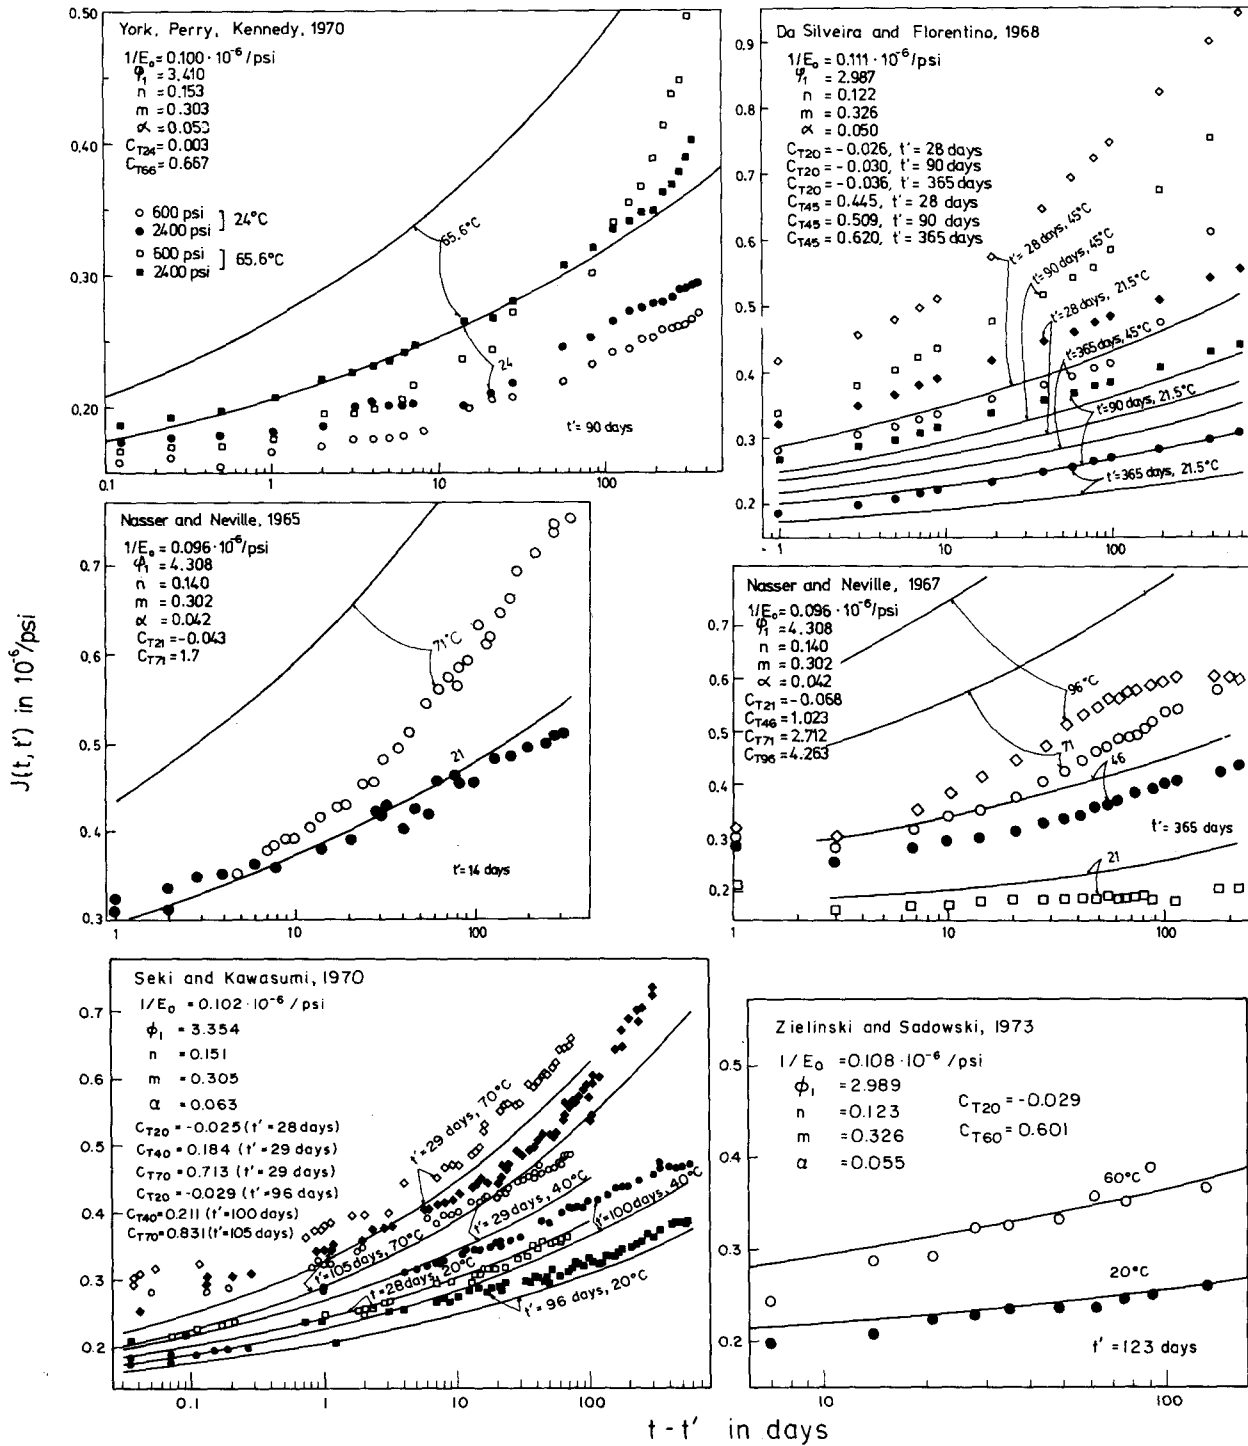 York, Perry, Kennedy, 1970
1/E₀ = 0.100·10⁻⁶/psi
φ₁ = 3.410
n = 0.153
m = 0.303
α = 0.053
C_T24 = 0.003
C_T66 = 0.667
○ 600 psi
● 2400 psi ] 24°C
□ 600 psi
■ 2400 psi ] 65.6°C
65.6°C
24
t' = 90 days
0.50
0.40
0.30
0.20
0.1
1
10
100
Da Silveira and Florentino, 1968
1/E₀ = 0.111·10⁻⁶/psi
φ₁ = 2.987
n = 0.122
m = 0.326
α = 0.050
C_T20 = -0.026, t' = 28 days
C_T20 = -0.030, t' = 90 days
C_T20 = -0.036, t' = 365 days
C_T45 = 0.445, t' = 28 days
C_T45 = 0.509, t' = 90 days
C_T45 = 0.620, t' = 365 days
t' = 28 days, 45°C
t' = 90 days, 45°C
t' = 28 days, 21.5°C
t' = 365 days, 45°C
t' = 90 days, 21.5°C
t' = 365 days, 21.5°C
0.9
0.8
0.7
0.6
0.5
0.4
0.3
0.2
1
10
100
Nasser and Neville, 1965
1/E₀ = 0.096·10⁻⁶/psi
φ₁ = 4.308
n = 0.140
m = 0.302
α = 0.042
C_T21 = -0.043
C_T71 = 1.7
71°C
21
t' = 14 days
0.7
0.6
0.5
0.4
0.3
1
10
100
Nasser and Neville, 1967
1/E₀ = 0.096·10⁻⁶/psi
φ₁ = 4.308
n = 0.140
m = 0.302
α = 0.042
C_T21 = -0.068
C_T46 = 1.023
C_T71 = 2.712
C_T96 = 4.263
96°C
71
46
t' = 365 days
21
0.7
0.6
0.5
0.4
0.3
0.2
1
10
100
Seki and Kawasumi, 1970
1/E₀ = 0.102·10⁻⁶/psi
ϕ₁ = 3.354
n = 0.151
m = 0.305
α = 0.063
C_T20 = -0.025 (t' = 28 days)
C_T40 = 0.184 (t' = 29 days)
C_T70 = 0.713 (t' = 29 days)
C_T20 = -0.029 (t' = 96 days)
C_T40 = 0.211 (t' = 100 days)
C_T70 = 0.831 (t' = 105 days)
t' = 29 days, 70°C
t' = 29 days, 40°C
t' = 100 days, 40°C
t' = 105 days, 70°C
t = 28 days, 20°C
t' = 96 days, 20°C
0.7
0.6
0.5
0.4
0.3
0.2
0.1
1
10
100
Zielinski and Sadowski, 1973
1/E₀ = 0.108·10⁻⁶/psi
ϕ₁ = 2.989
n = 0.123
m = 0.326
α = 0.055
C_T20 = -0.029
C_T60 = 0.601
60°C
20°C
t' = 123 days
0.5
0.4
0.3
0.2
10
100
J(t, t') in 10⁻⁶/psi
t - t' in days